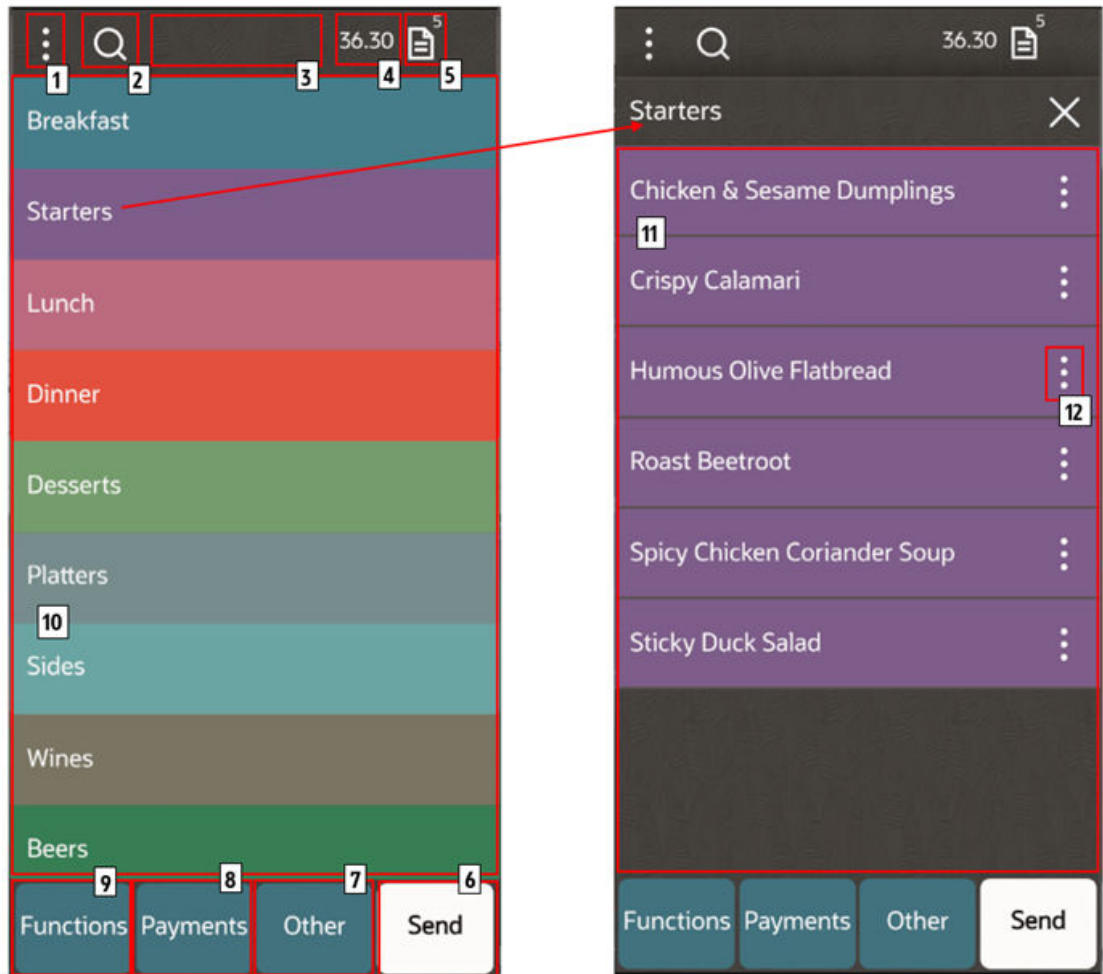 36.30 5
1 2 3 4 5
Breakfast
Starters
Lunch
Dinner
Desserts
Platters
10
Sides
Wines
Beers
9 8 7 6
Functions Payments Other Send
36.30 5
Starters
Chicken & Sesame Dumplings
11
Crispy Calamari
Humous Olive Flatbread
12
Roast Beetroot
Spicy Chicken Coriander Soup
Sticky Duck Salad
Functions Payments Other Send